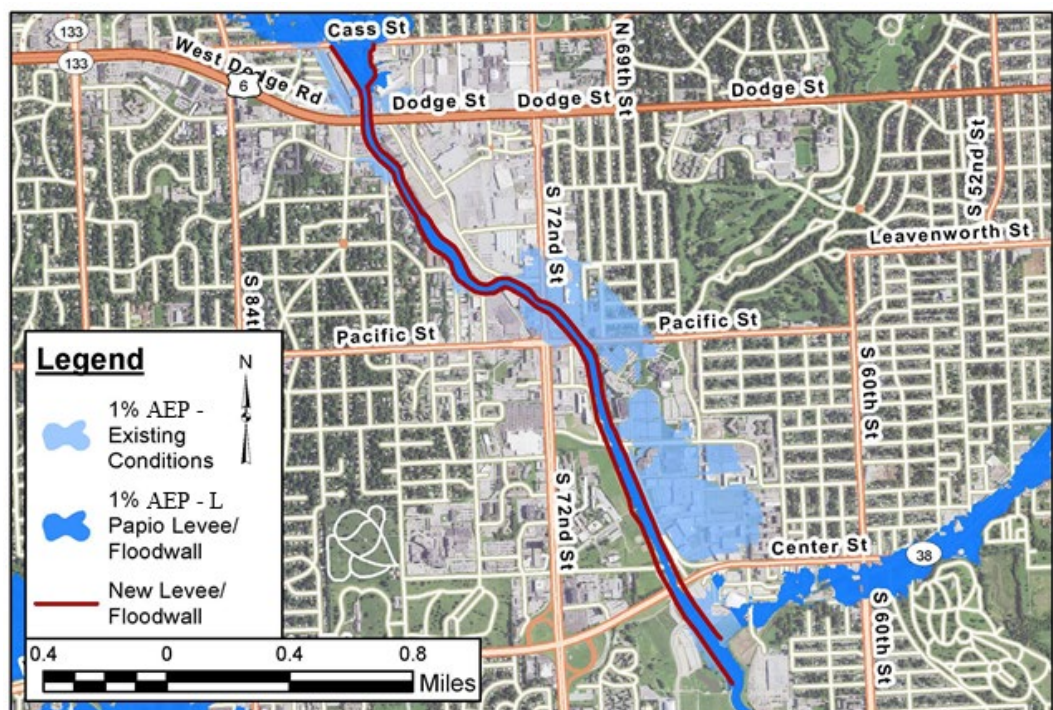 133
Cass St
N 69th St
133
West Dodge Rd
6
Dodge St
Dodge St
Dodge St
S 52nd St
S 72nd St
Leavenworth St
S 84t
Pacific St
Pacific St
S 60th St
Legend
N
1% AEP -
Existing
Conditions
1% AEP - L
Papio Levee/
Floodwall
New Levee/
Floodwall
S 72nd St
Center St
38
S 60th St
0.4 0 0.4 0.8
Miles